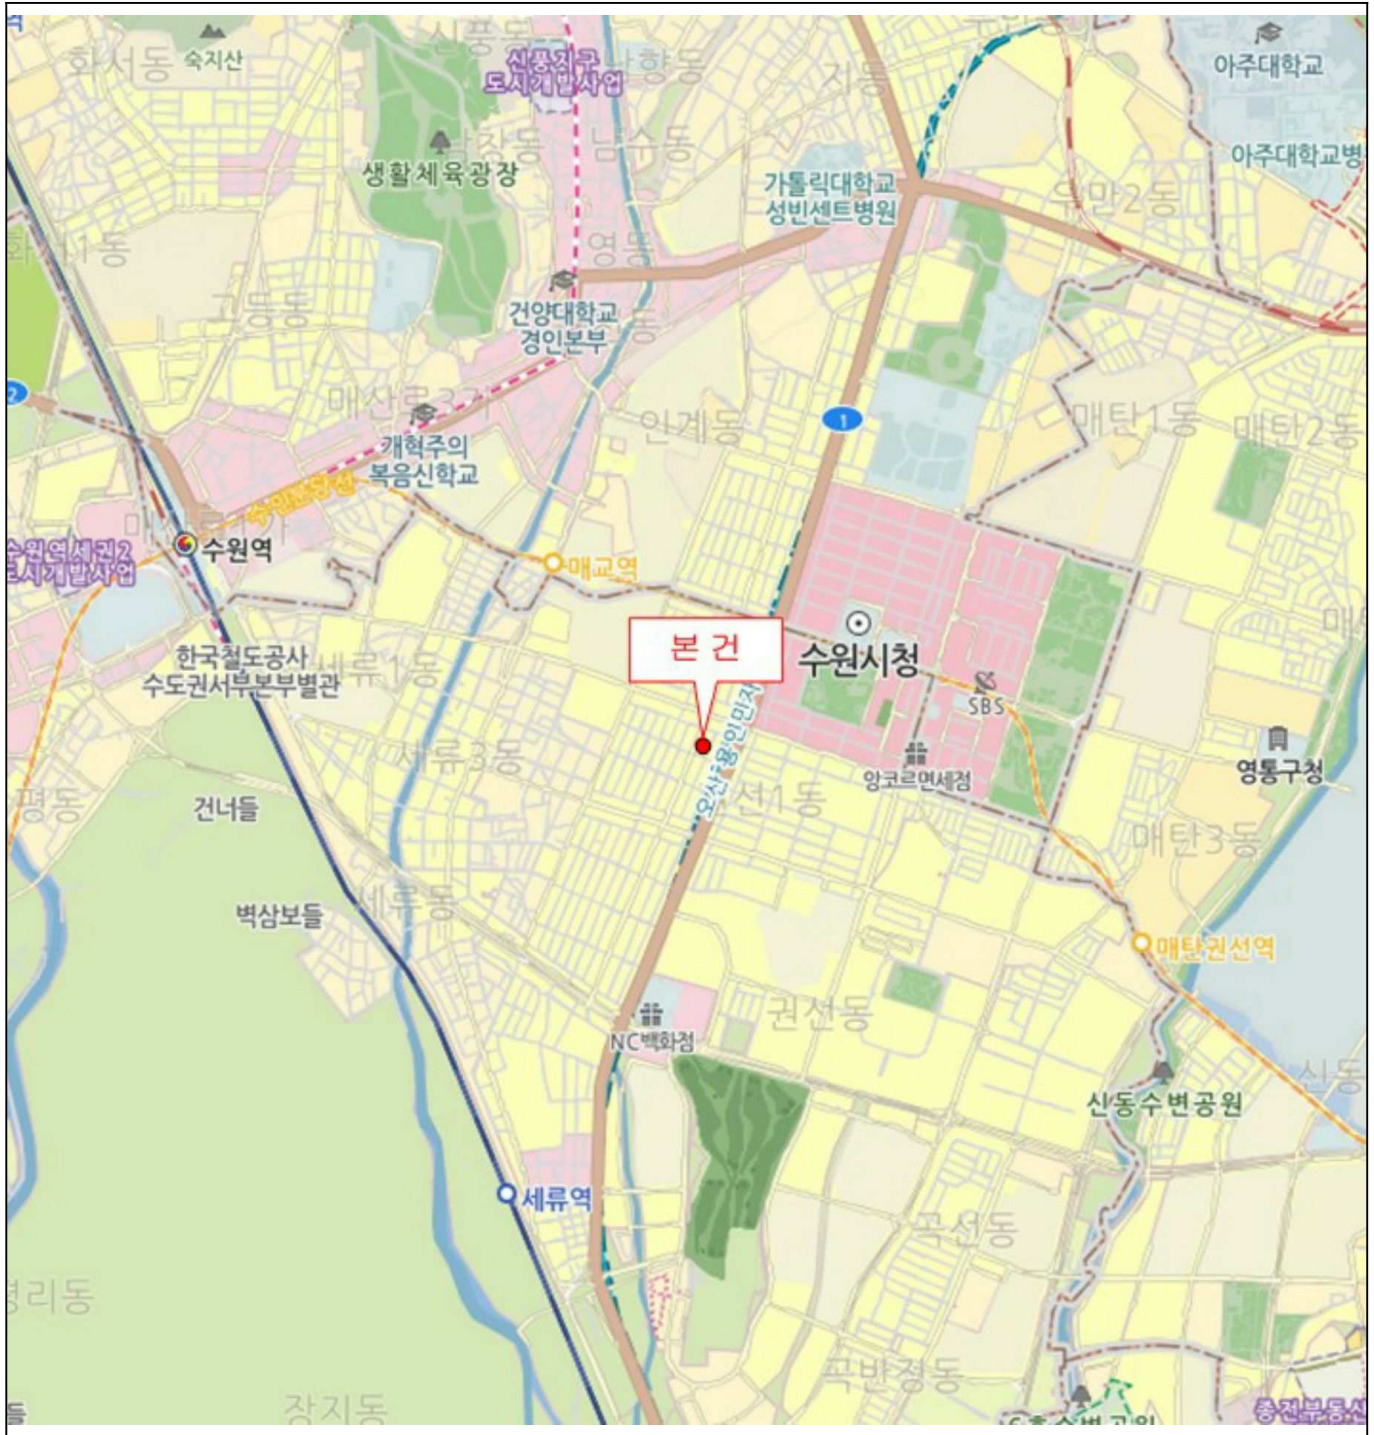 숙지산
화서동
신풍동
신풍지구
도시개발사업
남향동
지동
아주대학교
아주대학교병
남창동
남수동
생활체육광장
가톨릭대학교
성빈센트병원
우만2동
영동
고등동
건양대학교
경인본부
매산로3가
개혁주의
복음신학교
인계동
1
매탄1동
매탄2동
수인분당선
수원역세권2
도시개발사업
수원역
매교역
본 건
수원시청
한국철도공사
수도권서부본부별관
세류1동
SBS
세류3동
앙코르면세점
영통구청
건너들
평동
선1동
매탄3동
벽삼보들
세류동
매탄권선역
권선동
NC백화점
신동
신동수변공원
세류역
곡선동
평리동
곡반정동
장지동
들
종전부동산